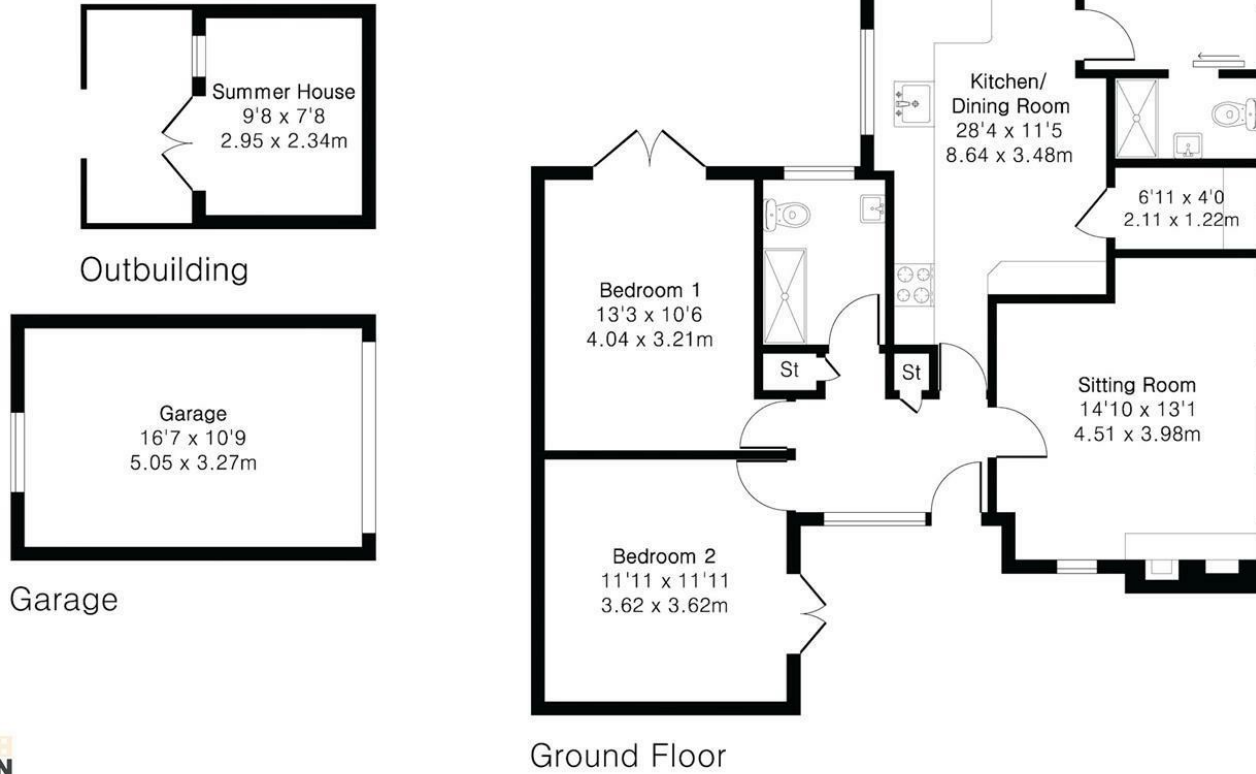 Summer House
9'8 x 7'8
2.95 x 2.34m
Outbuilding
Garage
16'7 x 10'9
5.05 x 3.27m
Garage
Kitchen/
Dining Room
28'4 x 11'5
8.64 x 3.48m
6'11 x 4'0
2.11 x 1.22m
Bedroom 1
13'3 x 10'6
4.04 x 3.21m
St
St
Sitting Room
14'10 x 13'1
4.51 x 3.98m
Bedroom 2
11'11 x 11'11
3.62 x 3.62m
Ground Floor
N